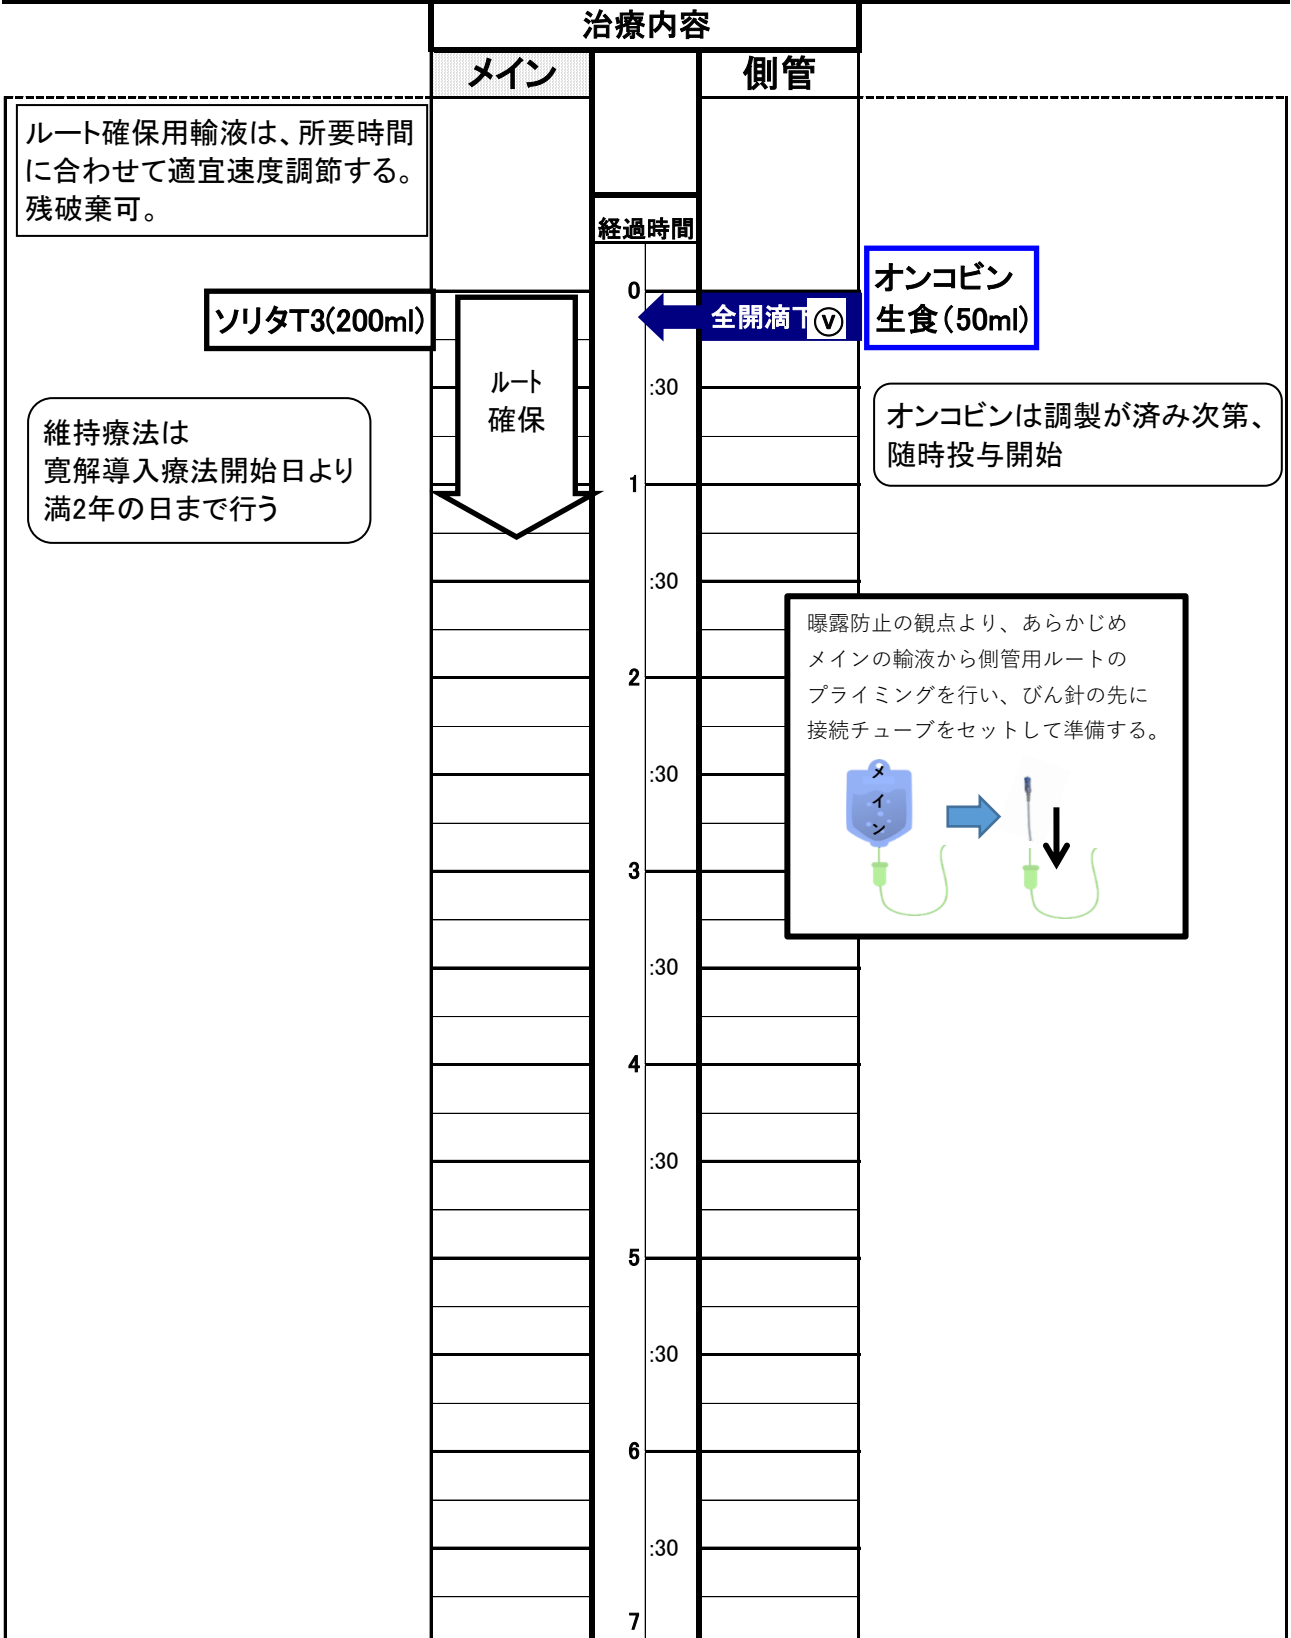 治療内容
メイン
側管
ルート確保用輸液は、所要時間
に合わせて適宜速度調節する。
残破棄可。
経過時間
0
ソリタT3(200ml)
全開滴下
Ⓥ
オンコビン
生食(50ml)
ルート
確保
:30
維持療法は
寛解導入療法開始日より
満2年の日まで行う
オンコビンは調製が済み次第、
随時投与開始
1
:30
曝露防止の観点より、あらかじめ
メインの輸液から側管用ルートの
プライミングを行い、びん針の先に
接続チューブをセットして準備する。
メイン
2
:30
3
:30
4
:30
5
:30
6
:30
7